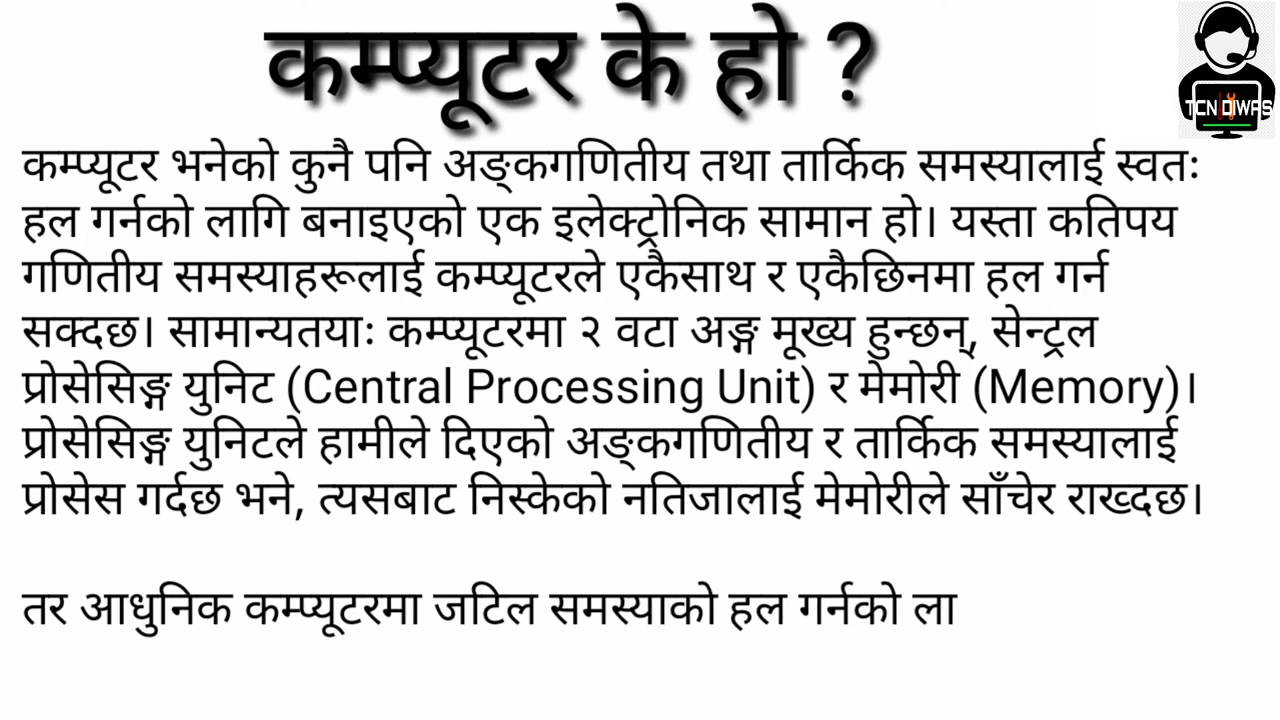 कम्प्यूटर के हो ?
TCN DIWAS
कम्प्युटर भनेको कुनै पनि अङ्कगणितीय तथा तार्किक समस्यालाई स्वतः
हल गर्नको लागि बनाइएको एक इलेक्ट्रोनिक सामान हो। यस्ता कतिपय
गणितीय समस्याहरूलाई कम्प्युटरले एकैसाथ र एकैछिनमा हल गर्न
सक्दछ। सामान्यतयाः कम्प्युटरमा २ वटा अङ्ग मूख्य हुन्छन्, सेन्ट्रल
प्रोसेसिङ्ग युनिट (Central Processing Unit) र मेमोरी (Memory)।
प्रोसेसिङ्ग युनिटले हामीले दिएको अङ्कगणितीय र तार्किक समस्यालाई
प्रोसेस गर्दछ भने, त्यसबाट निस्केको नतिजालाई मेमोरीले साँचेर राख्दछ।
तर आधुनिक कम्प्यूटरमा जटिल समस्याको हल गर्नको ला